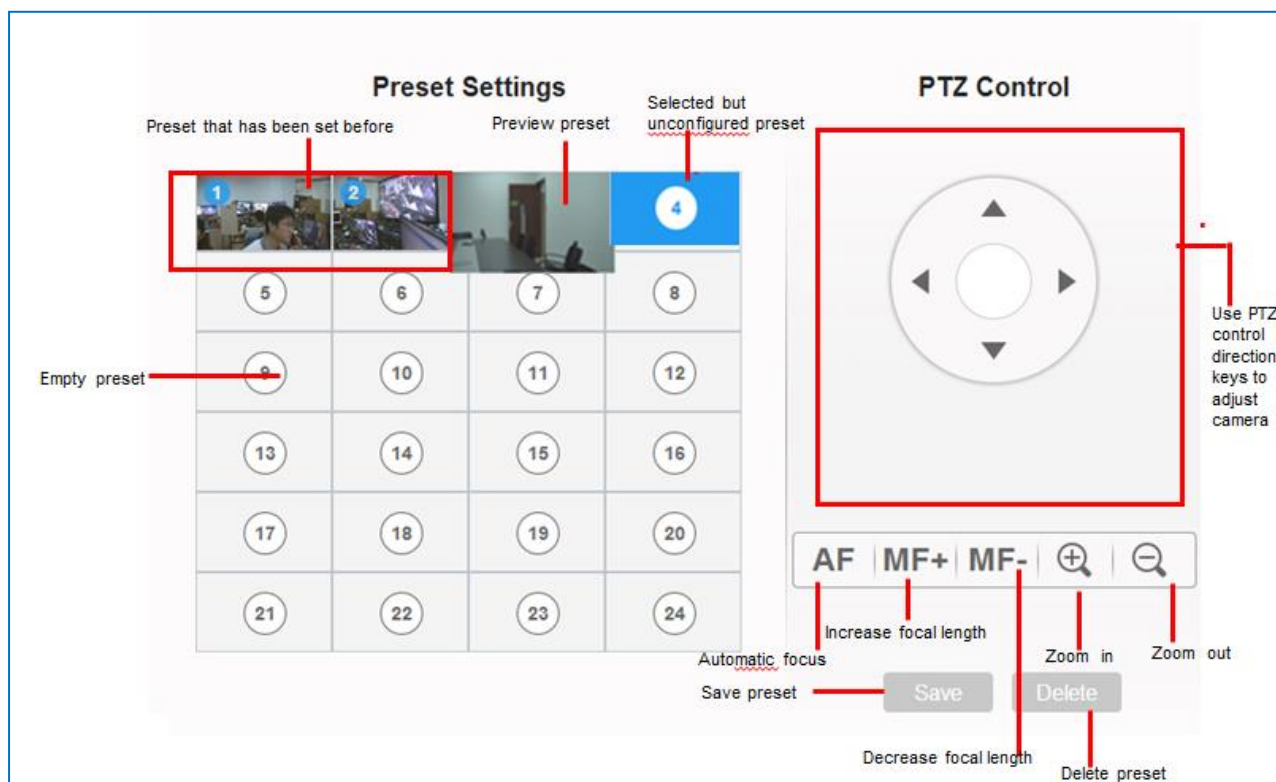 Preset Settings
PTZ Control
Preset that has been set before
Preview preset
Selected but
unconfigured preset
1
2
4
5
6
7
8
Empty preset
9
10
11
12
13
14
15
16
17
18
19
20
21
22
23
24
Use PTZ
control
direction
keys to
adjust
camera
AF
MF+
MF-
Increase focal length
Automatic focus
Zoom in
Zoom out
Save preset
Save
Delete
Decrease focal length
Delete preset